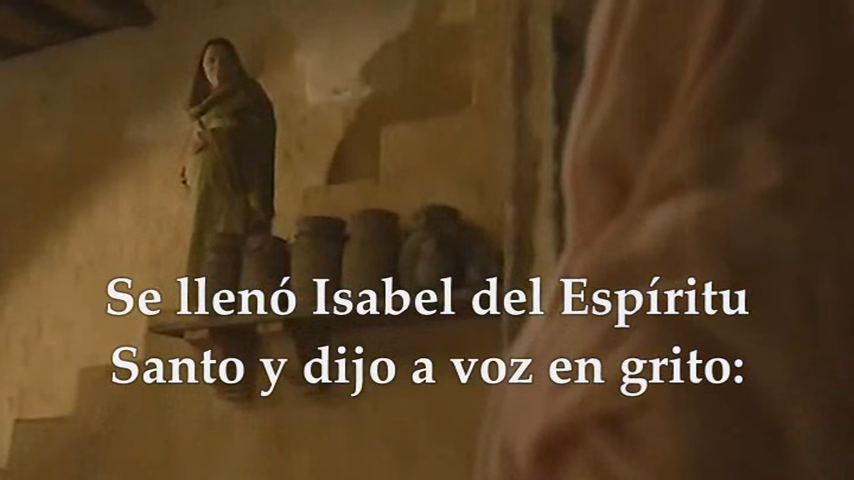 Se llenó Isabel del Espíritu
Santo y dijo a voz en grito: